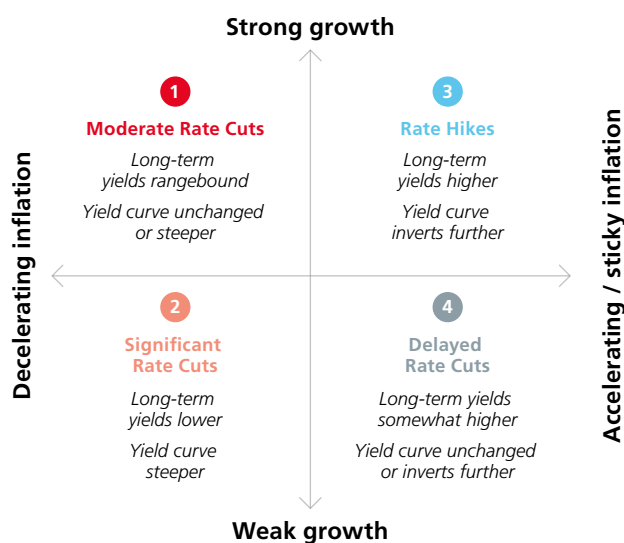 Strong growth
Decelerating inflation
1
Moderate Rate Cuts
Long-term
yields rangebound
Yield curve unchanged
or steeper
3
Rate Hikes
Long-term
yields higher
Yield curve
inverts further
Accelerating / sticky inflation
2
Significant
Rate Cuts
Long-term
yields lower
Yield curve
steeper
4
Delayed
Rate Cuts
Long-term yields
somewhat higher
Yield curve unchanged
or inverts further
Weak growth